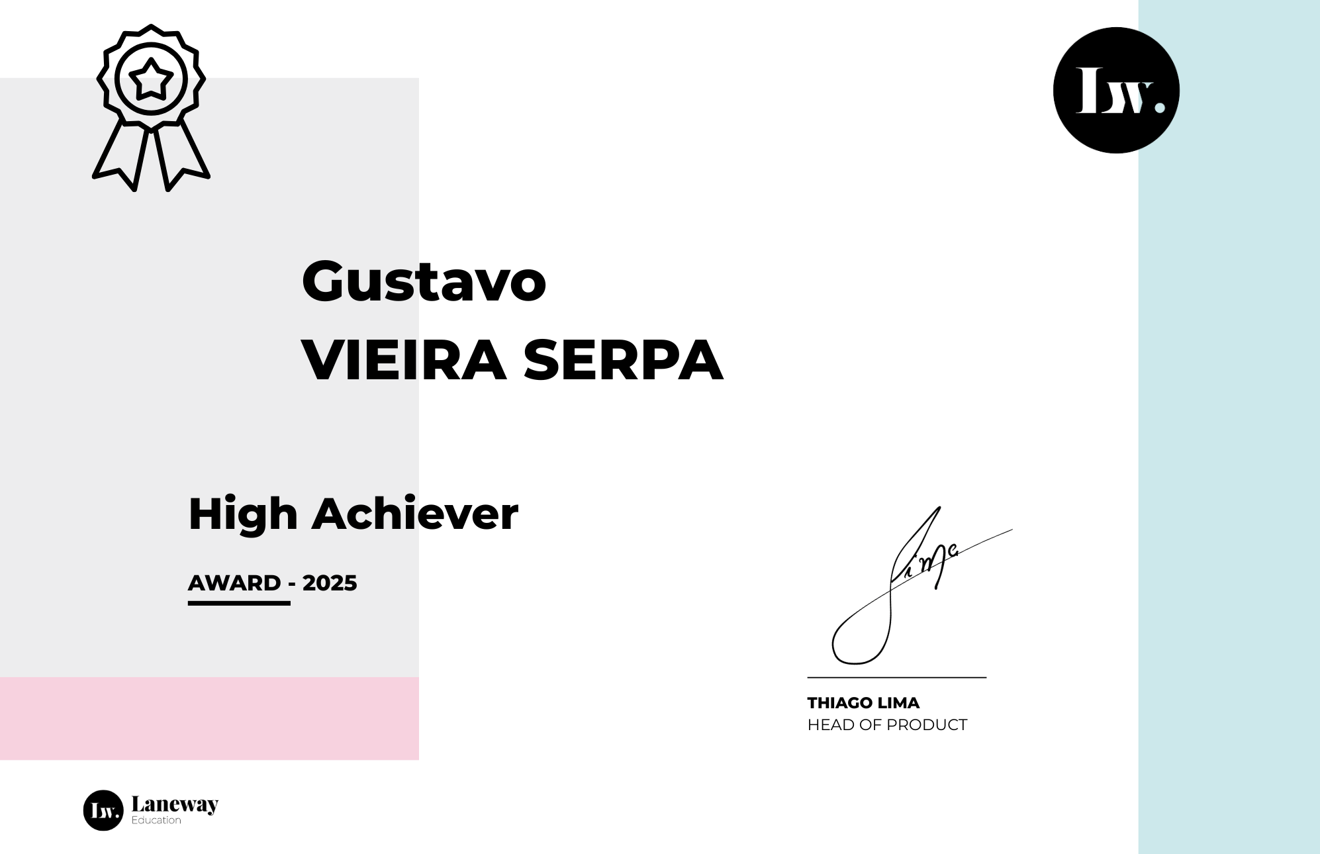 Lw.
Gustavo
VIEIRA SERPA
High Achiever
AWARD - 2025
Lima
THIAGO LIMA
HEAD OF PRODUCT
Lw.
Laneway
Education